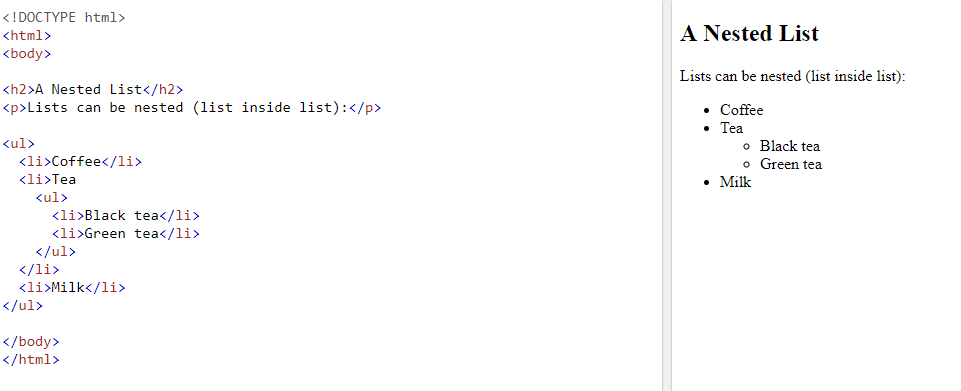 <!DOCTYPE html>
<html>
<body>
<h2>A Nested List</h2>
<p>Lists can be nested (list inside list):</p>
<ul>
  <li>Coffee</li>
  <li>Tea
    <ul>
      <li>Black tea</li>
      <li>Green tea</li>
    </ul>
  </li>
  <li>Milk</li>
</ul>
</body>
</html>
A Nested List
Lists can be nested (list inside list):
• Coffee
• Tea
◦ Black tea
◦ Green tea
• Milk